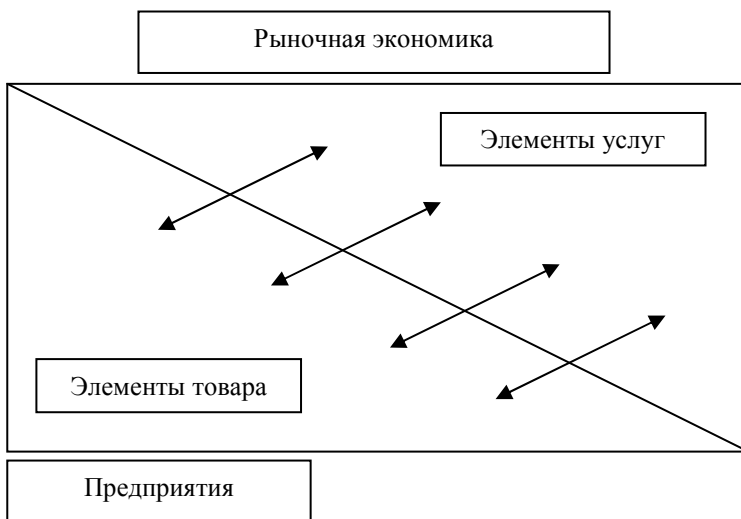 Рыночная экономика
Элементы услуг
Элементы товара
Предприятия